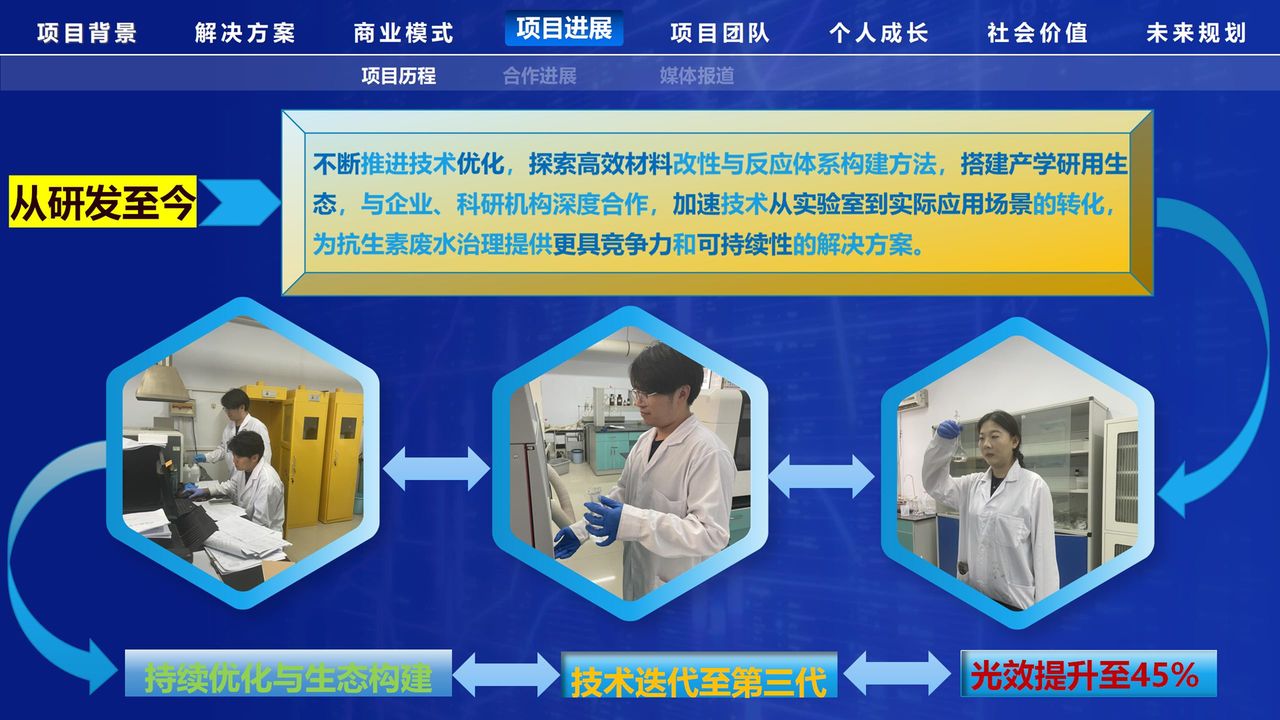 项目背景 解决方案 商业模式 项目进展 项目团队 个人成长 社会价值 未来规划
项目历程 合作进展 媒体报道
从研发至今
不断推进技术优化，探索高效材料改性与反应体系构建方法，搭建产学研用生
态，与企业、科研机构深度合作，加速技术从实验室到实际应用场景的转化，
为抗生素废水治理提供更具竞争力和可持续性的解决方案。
持续优化与生态构建
技术迭代至第三代
光效提升至45%